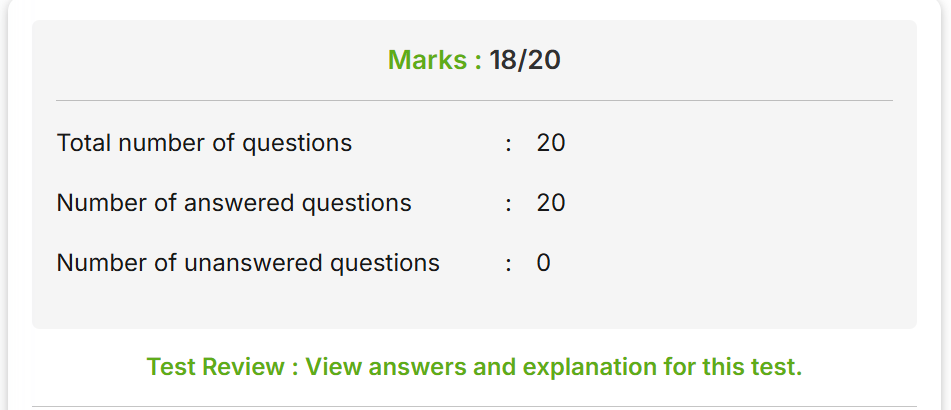 Marks : 18/20
Total number of questions : 20
Number of answered questions : 20
Number of unanswered questions : 0
Test Review : View answers and explanation for this test.